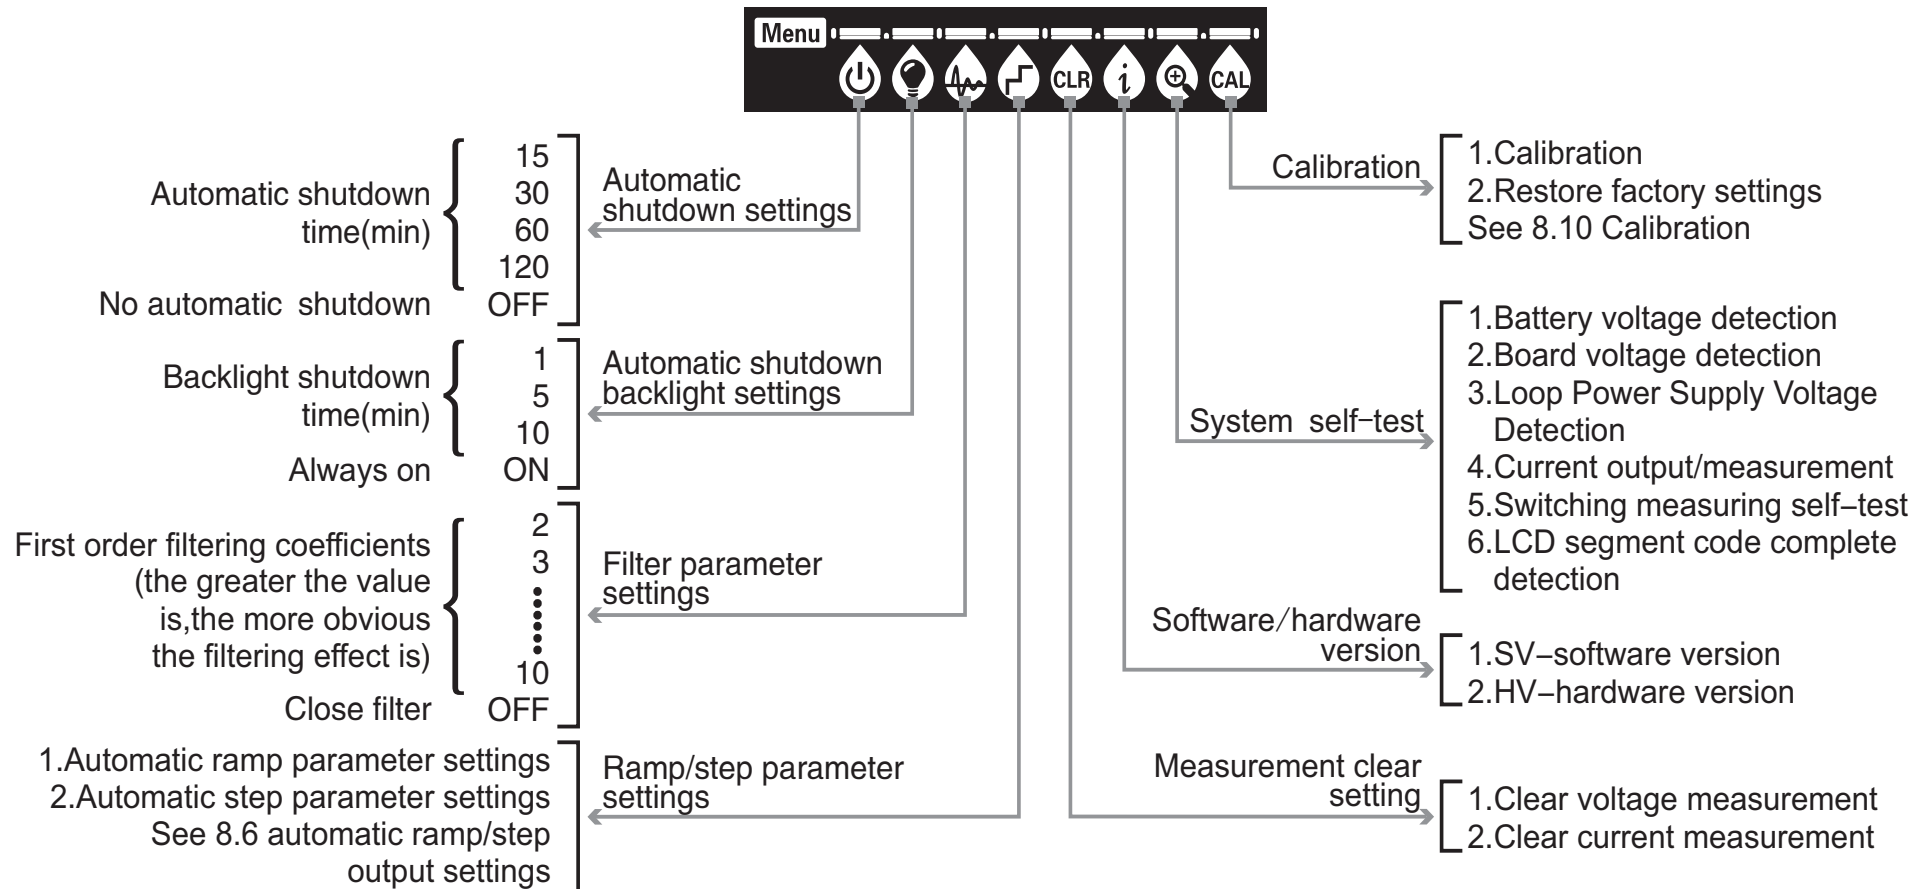 Menu
CLR
i
CAL
Automatic shutdown
time(min)
15
30
60
120
No automatic shutdown
OFF
Automatic
shutdown settings
Backlight shutdown
time(min)
1
5
10
Always on
ON
Automatic shutdown
backlight settings
First order filtering coefficients
(the greater the value
is,the more obvious
the filtering effect is)
2
3
10
Close filter
OFF
Filter parameter
settings
1.Automatic ramp parameter settings
2.Automatic step parameter settings
See 8.6 automatic ramp/step
output settings
Ramp/step parameter
settings
Calibration
1.Calibration
2.Restore factory settings
See 8.10 Calibration
System self-test
1.Battery voltage detection
2.Board voltage detection
3.Loop Power Supply Voltage
Detection
4.Current output/measurement
5.Switching measuring self-test
6.LCD segment code complete
detection
Software/hardware
version
1.SV-software version
2.HV-hardware version
Measurement clear
setting
1.Clear voltage measurement
2.Clear current measurement